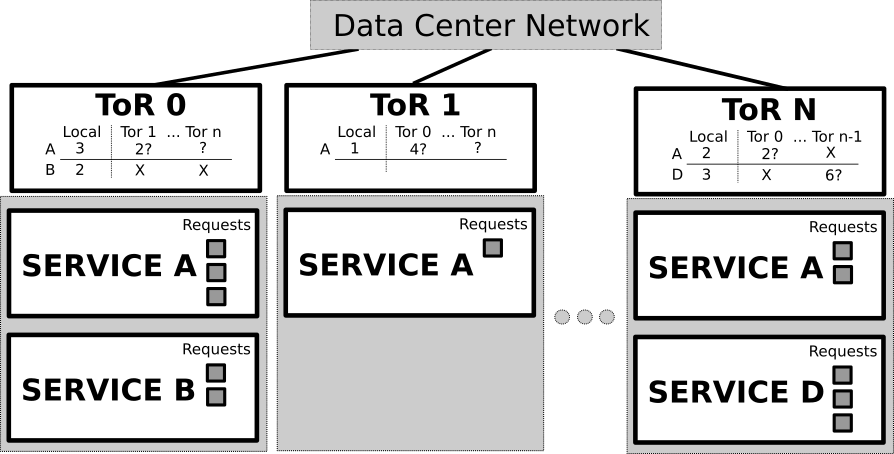 Data Center Network
ToR 0
Local Tor 1 ... Tor n
A 3 2? ?
B 2 X X
ToR 1
Local Tor 0 ... Tor n
A 1 4? ?
ToR N
Local Tor 0 ... Tor n-1
A 2 2? X
D 3 X 6?
Requests
SERVICE A
Requests
SERVICE B
Requests
SERVICE A
Requests
SERVICE A
Requests
SERVICE D